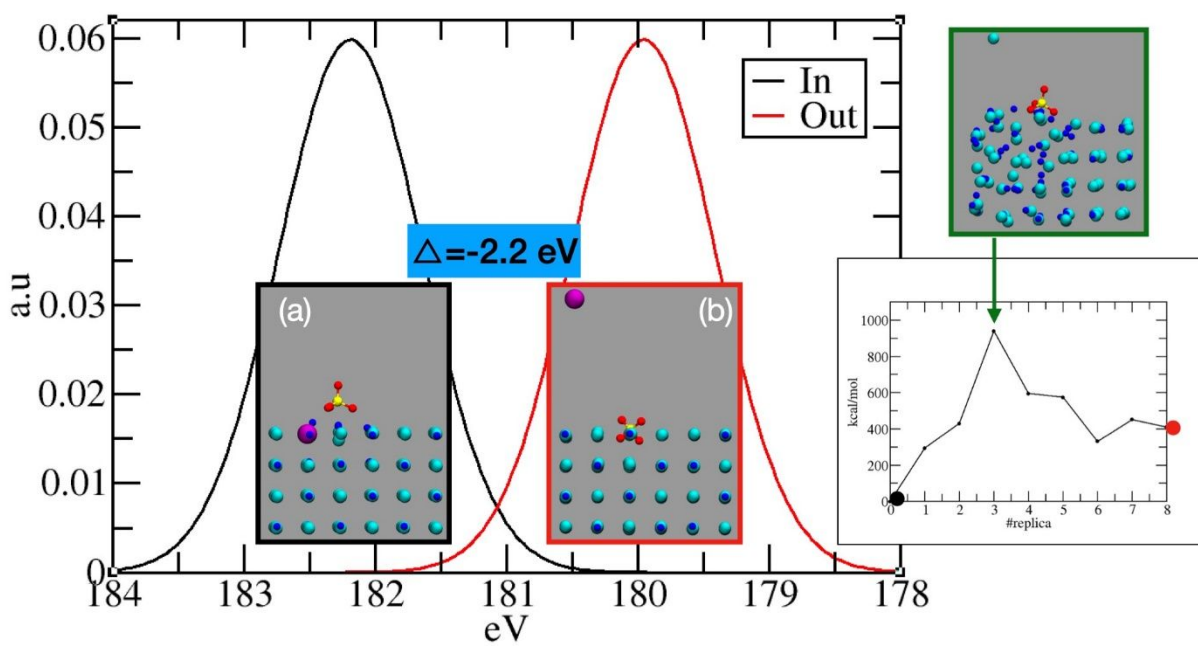 0.06
0.05
0.04
0.03
0.02
0.01
0
a.u
184 183 182 181 180 179 178
eV
In
Out
△=-2.2 eV
(a)
(b)
1000
800
600
400
200
0
kcal/mol
0 1 2 3 4 5 6 7 8
#replica